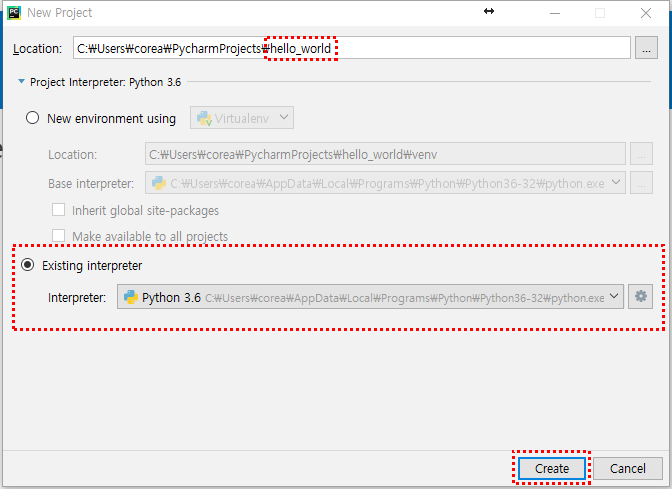 PC New Project
Location: C:₩Users₩corea₩PycharmProjects₩hello_world ...
Project Interpreter: Python 3.6
New environment using Virtualenv
Location: C:₩Users₩corea₩PycharmProjects₩hello_world₩venv ...
Base interpreter: C:₩Users₩corea₩AppData₩Local₩Programs₩Python₩Python36-32₩python.exe ...
Inherit global site-packages
Make available to all projects
Existing interpreter
Interpreter: Python 3.6 C:₩Users₩corea₩AppData₩Local₩Programs₩Python₩Python36-32₩python.exe
Create Cancel